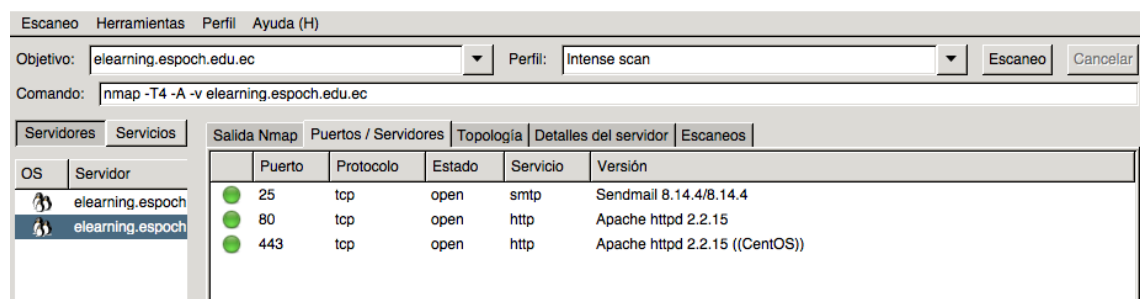 Escaneo Herramientas Perfil Ayuda (H)
Objetivo: elearning.espoch.edu.ec Perfil: Intense scan Escaneo Cancelar
Comando: nmap -T4 -A -v elearning.espoch.edu.ec
Servidores Servicios Salida Nmap Puertos / Servidores Topología Detalles del servidor Escaneos
OS Servidor Puerto Protocolo Estado Servicio Versión
elearning.espoch 25 tcp open smtp Sendmail 8.14.4/8.14.4
elearning.espoch 80 tcp open http Apache httpd 2.2.15
443 tcp open http Apache httpd 2.2.15 ((CentOS))